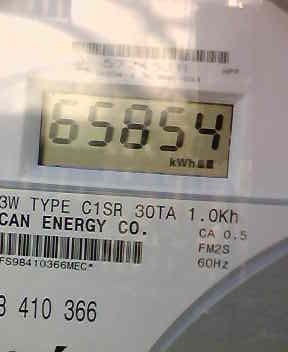 65854
kWh
3W TYPE C1SR 30TA 1.0Kh
CAN ENERGY CO.
CA 0.5
FM2S
60Hz
FS98410366MEC*
8 410 366